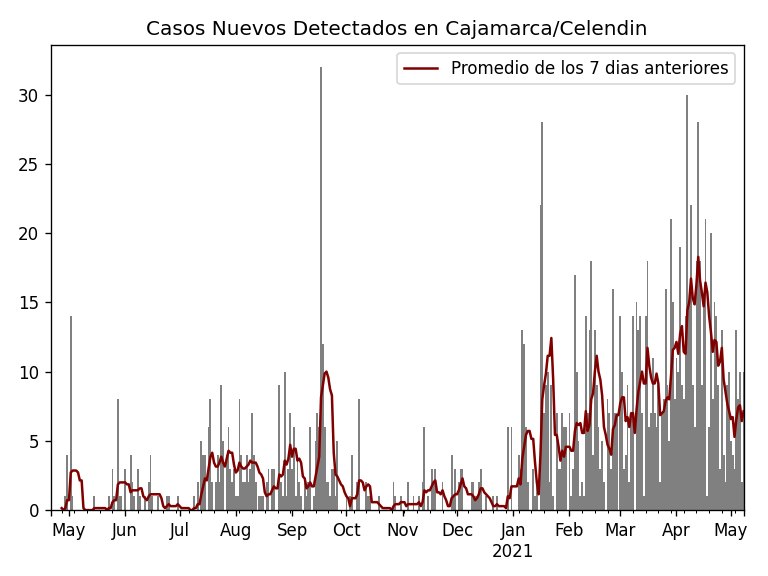 Casos Nuevos Detectados en Cajamarca/Celendin
Promedio de los 7 dias anteriores
30
25
20
15
10
5
0
May Jun Jul Aug Sep Oct Nov Dec Jan Feb Mar Apr May
2021